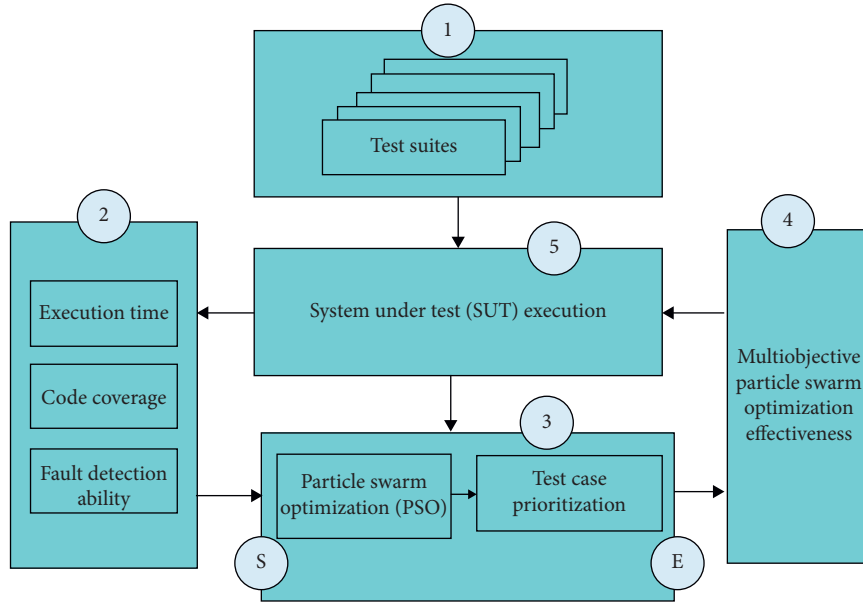 1
Test suites
2
Execution time
Code coverage
Fault detection
ability
5
System under test (SUT) execution
4
Multiobjective
particle swarm
optimization
effectiveness
3
Particle swarm
optimization (PSO)
Test case
prioritization
S
E